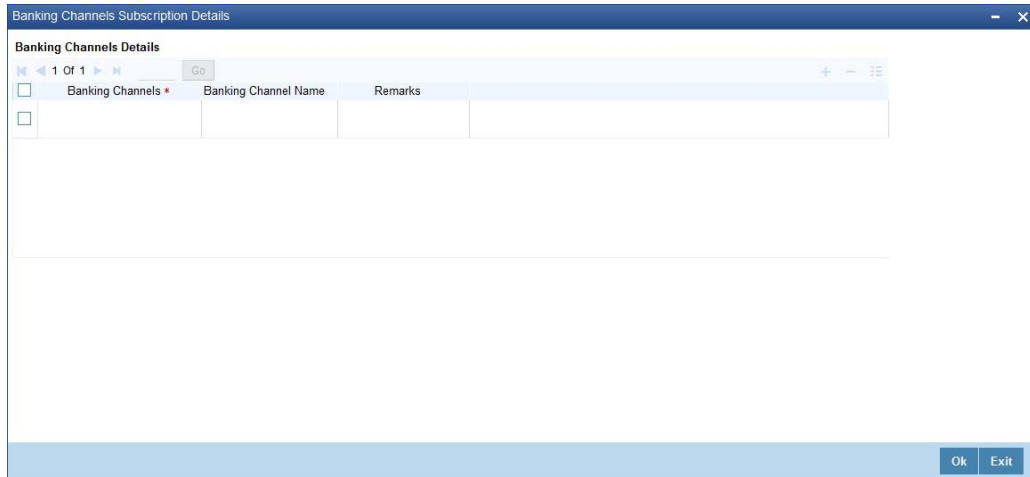 Banking Channels Subscription Details
Banking Channels Details
1 Of 1 Go
Banking Channels * Banking Channel Name Remarks
Ok Exit